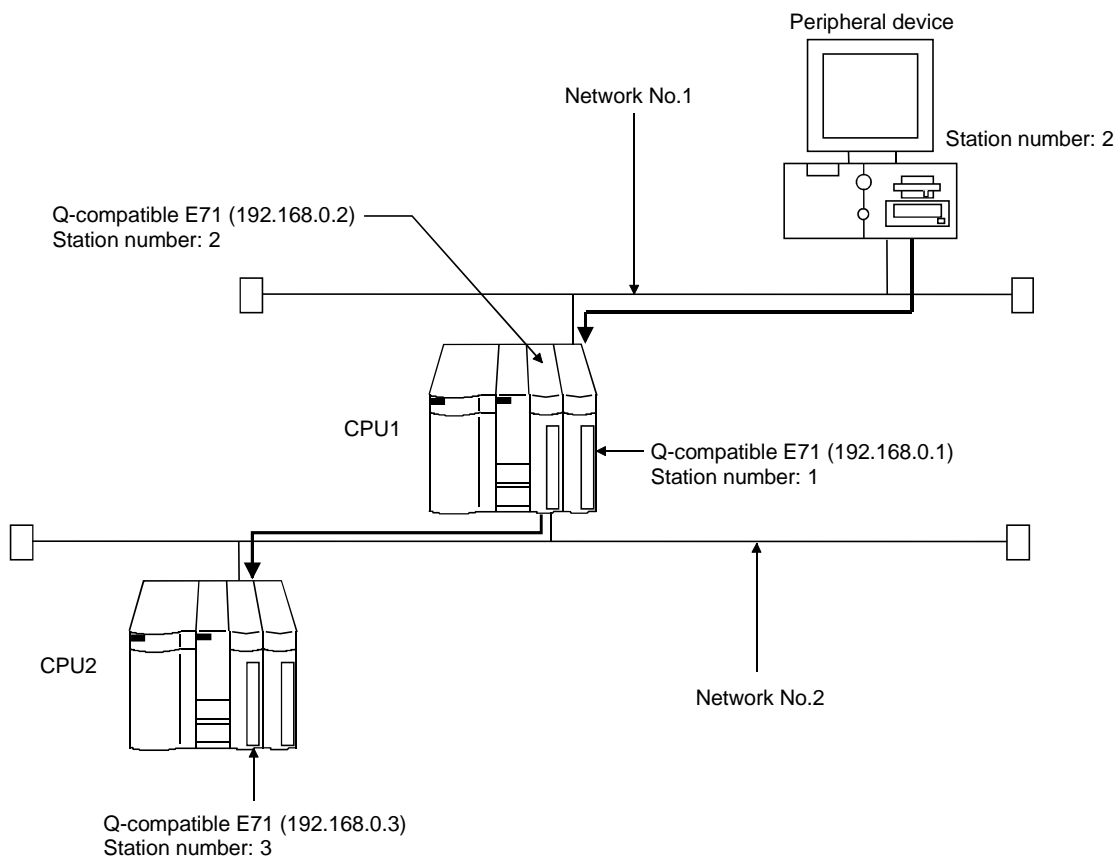 Peripheral device
Network No.1
Station number: 2
Q-compatible E71 (192.168.0.2)
Station number: 2
CPU1
Q-compatible E71 (192.168.0.1)
Station number: 1
CPU2
Network No.2
Q-compatible E71 (192.168.0.3)
Station number: 3